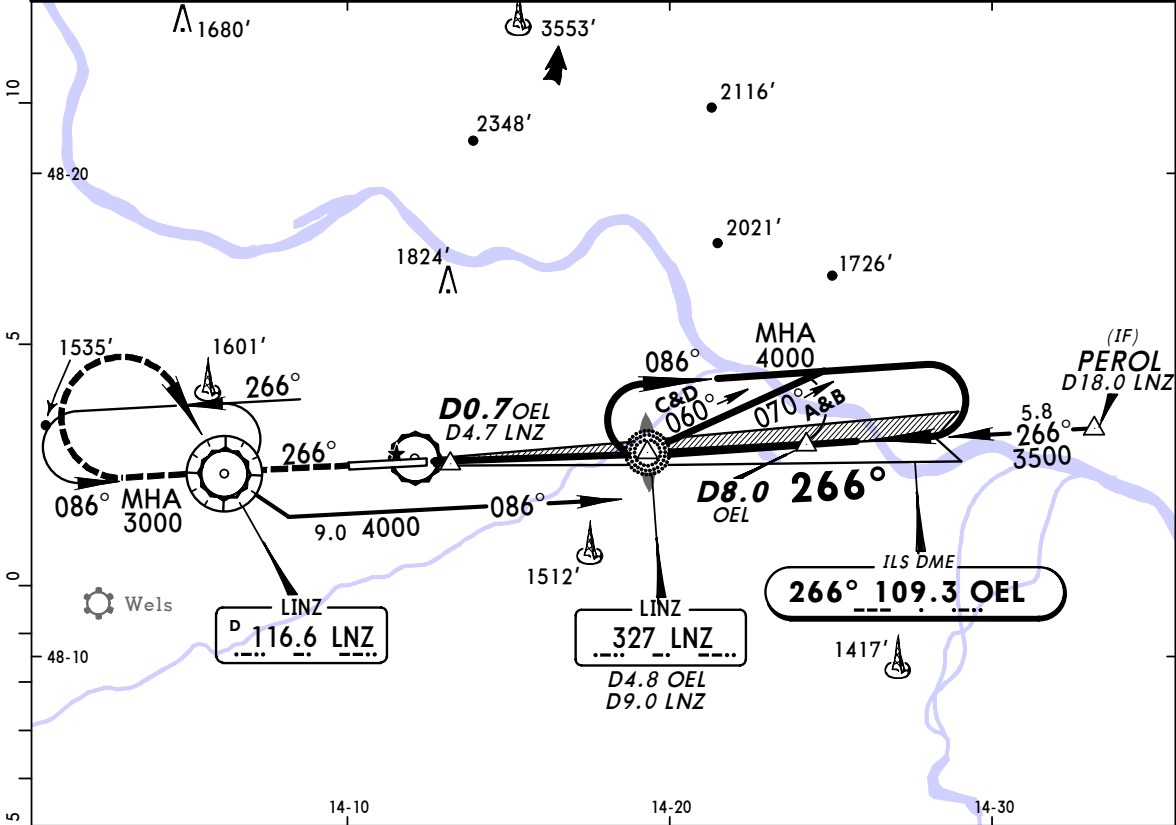 1680'
3553'
10
2116'
2348'
48-20
2021'
1824'
1726'
5
MHA
4000
(IF)
PEROL
D18.0 LNZ
1535'
1601'
086°
266°
C&D
060°
070°
A&B
D0.7 OEL
D4.7 LNZ
5.8
266°
3500
266°
086°
MHA
3000
D8.0
OEL
266°
086°
9.0 4000
1512'
ILS DME
266° 109.3 OEL
0
Wels
LINZ
D 116.6 LNZ
LINZ
327 LNZ
D4.8 OEL
D9.0 LNZ
1417'
48-10
5
14-10
14-20
14-30